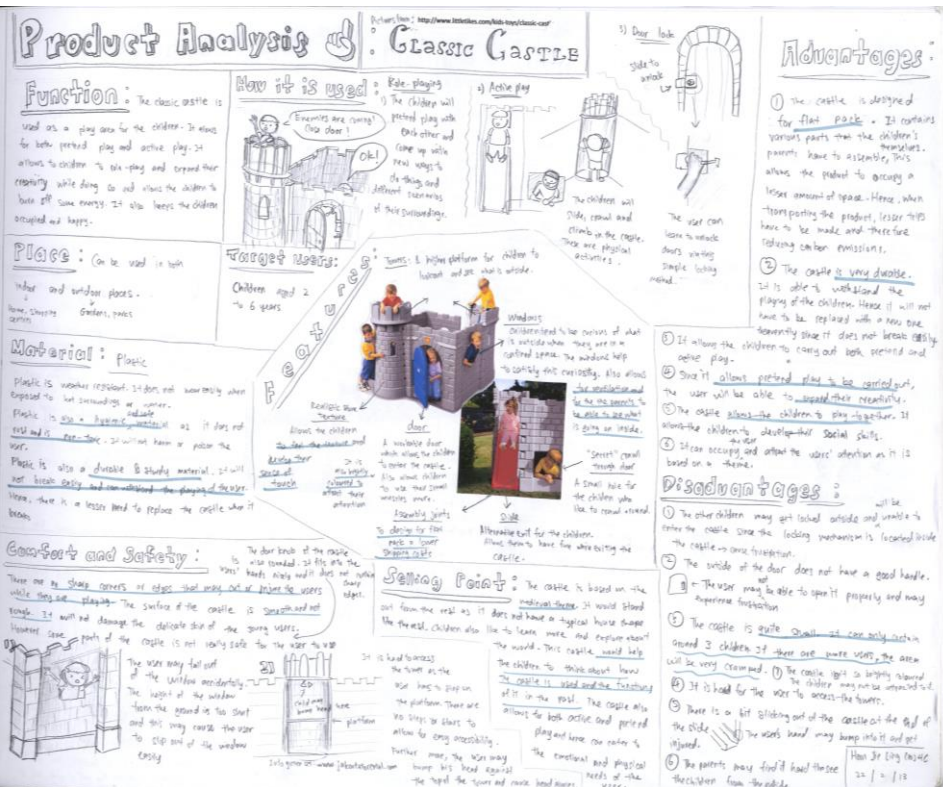 Product Analysis :
Pictures from: http://www.littletikes.com/kids-toys/classic-cast
CLASSIC CASTLE
Function : The classic castle is
used as a play area for the children. It allows
for both pretend play and active play. It
allows to children to role-play and expand their
creativity while doing so and allows the children to
burn off some energy. It also keeps the children
occupied and happy.
How it is used :
Role-playing
1) The children will
pretend play with
each other and
come up with
new ways to
do things and
different scenarios
of their surroundings.
Enemies are coming!
Close door!
Ok!
2) Active play
The children will
slide, crawl and
climb in the castle.
These are physical
activities.
3) Door lock
slide to
unlock
The user can
learn to unlock
doors
simple locking
method.
Place : Can be used in both
indoor and outdoor places.
Home, shopping
centres
Gardens, parks
Target users:
Children aged 2
to 6 years
Material : Plastic
Plastic is weather resistant. It does not wear easily when
exposed to hot surroundings or water.
Plastic is also a hygienic material as it does not
rust and is non-toxic. It will not harm or poison the
user.
Plastic is also a durable & sturdy material. It will
not break easily and can withstand the playing of the user.
Hence, there is a lesser need to replace the castle when it
breaks
Features :
Towers: A higher platform for children to
lookout and see what is outside.
Windows
Children tend to be curious of what
is outside when they are in a
confined space. The windows help
to satisfy this curiosity. Also allows
for ventilation and
for the parents to
be able to see what
is going on inside.
Realistic
texture
Allows the children
to feel the texture and
develop their
sense of
touch
door
A workable door
which allows the children
to enter the castle.
Also allows children
to use their small
muscles more.
Assembly joints
To
"Secret" crawl
through door
A small hole for
the children who
like to crawl around.
Slide
Alternative exit for the children.
Allows them to have fun when exiting the
castle.
Comfort and Safety :
There are no sharp corners or edges that may cut or injure the users
while they are playing. The surface of the castle is smooth and not
rough. It will not damage the delicate skin of the young users.
However some part of the castle is not really safe for the user to use
The door knob of the castle
is also rounded. It fits into the
users' hands nicely and it does not
sharp
edges.
The user may fall out
of the window accidentally.
The height of the window
from the ground is too short
and this may cause the user
to slip out of the window
easily
child may
bump head here
platform
It is hard to access
the tower as the
user has to step on
the platform. There are
no steps or stairs to
allow for easy accessibility.
Further more, the user may
bump his head against
the top of the tower and cause head injuries
Selling Point : The castle is based on the
medieval theme. It would stand
out from the rest as it does not have a typical house shape
like the rest. Children also like to learn more and explore about
the world. This castle would help
the children to think about how
the castle is used and the functions
of it in the past. The castle also
allows for both active and pretend
play and hence can cater to
the emotional and physical
needs of the
Advantages :
① The castle is designed
for flat pack. It contains
various parts that the children's
parents have to assemble themselves. This
allows the product to occupy a
lesser amount of space. Hence, when
transporting the product, lesser trips
have to be made and therefore
reducing carbon emissions.
② The castle is very durable.
It is able to withstand the
playing of the children. Hence it will not
have to be replaced with a new one
frequently since it does not break easily.
③ It allows the children to carry out both pretend and
active play.
④ Since it allows pretend play to be carried out,
the user will be able to expand their creativity.
⑤ The castle allows the children to play together. It
allows the children to develop their social skills.
⑥ It can occupy the user and attract the users' attention as it is
based on a theme.
Disadvantages :
① The other children may get locked outside and will be unable to
enter the castle since the locking mechanism is located inside
the castle → cause frustration.
② The outside of the door does not have a good handle.
→ The user may not be able to open it properly and may
experience frustration
③ The castle is quite small. It can only contain
around 3 children. If there are more users, the area
will be very cramped.
④ It is hard for the user to access the towers.
⑤ There is a bit sticking out of the castle at the end of
the slide. The user's hand may bump into it and get
injured.
⑥ The parents may find it hard to see
the children from the